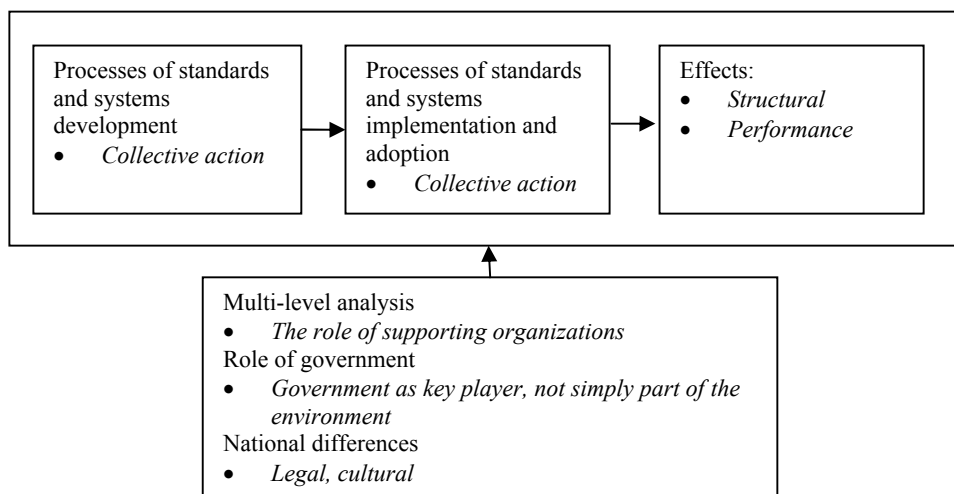 Processes of standards
and systems
development
• Collective action
Processes of standards
and systems
implementation and
adoption
• Collective action
Effects:
• Structural
• Performance
Multi-level analysis
• The role of supporting organizations
Role of government
• Government as key player, not simply part of the
environment
National differences
• Legal, cultural